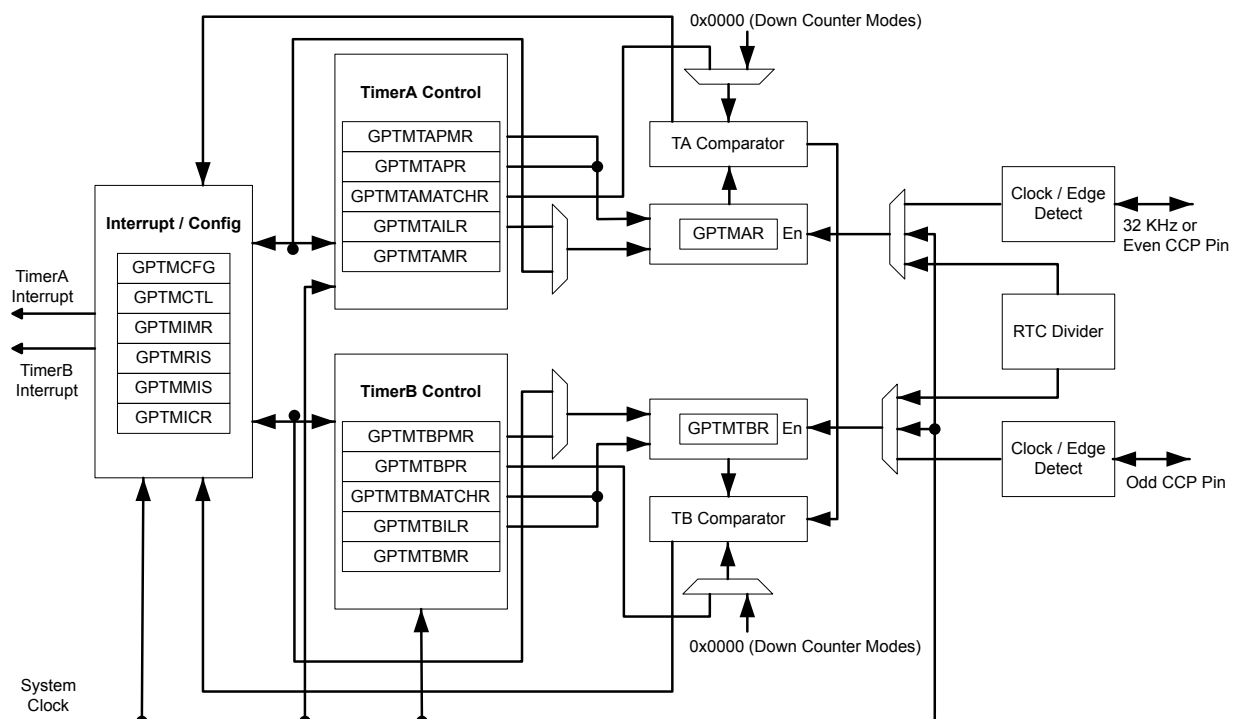 0x0000 (Down Counter Modes)
TimerA Control
GPTMTAPMR
GPTMTAPR
GPTMTAMATCHR
GPTMTAILR
GPTMTAMR
TA Comparator
GPTMAR
En
Clock / Edge
Detect
32 KHz or
Even CCP Pin
Interrupt / Config
GPTMCFG
GPTMCTL
GPTMIMR
GPTMRIS
GPTMMIS
GPTMICR
TimerA
Interrupt
TimerB
Interrupt
RTC Divider
TimerB Control
GPTMTBPMR
GPTMTBPR
GPTMTBMATCHR
GPTMTBILR
GPTMTBMR
GPTMTBR
En
TB Comparator
Clock / Edge
Detect
Odd CCP Pin
0x0000 (Down Counter Modes)
System
Clock